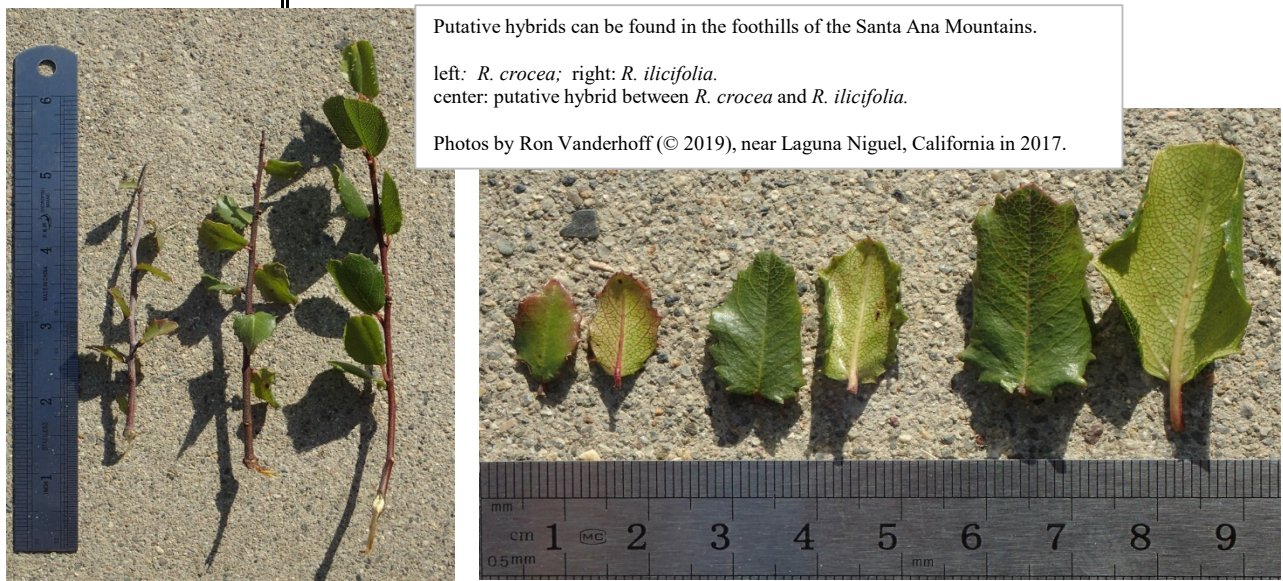 Putative hybrids can be found in the foothills of the Santa Ana Mountains.
left: R. crocea; right: R. ilicifolia.
center: putative hybrid between R. crocea and R. ilicifolia.
Photos by Ron Vanderhoff (© 2019), near Laguna Niguel, California in 2017.
6
5
4
3
2
1
mm
cm 1 MC 2 3 4 5 6 7 8 9
0.5mm mm